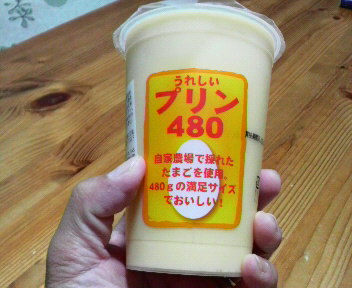 うれしい
プリン
480
自家農場で採れた
たまごを使用。
480gの満足サイズ
でおいしい!